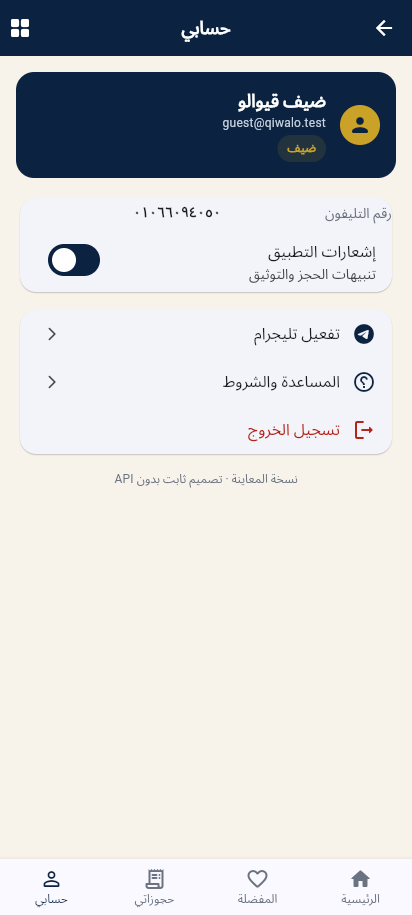 حسابي
ضيف قيوالو
guest@qiwalo.test
ضيف
رقم التليفون ٠١٠٦٦٠٩٤٠٥٠
إشعارات التطبيق
تنبيهات الحجز والتوثيق
تفعيل تليجرام
المساعدة والشروط
تسجيل الخروج
نسخة المعاينة · تصميم ثابت بدون API
الرئيسية
المفضلة
حجوزاتي
حسابي